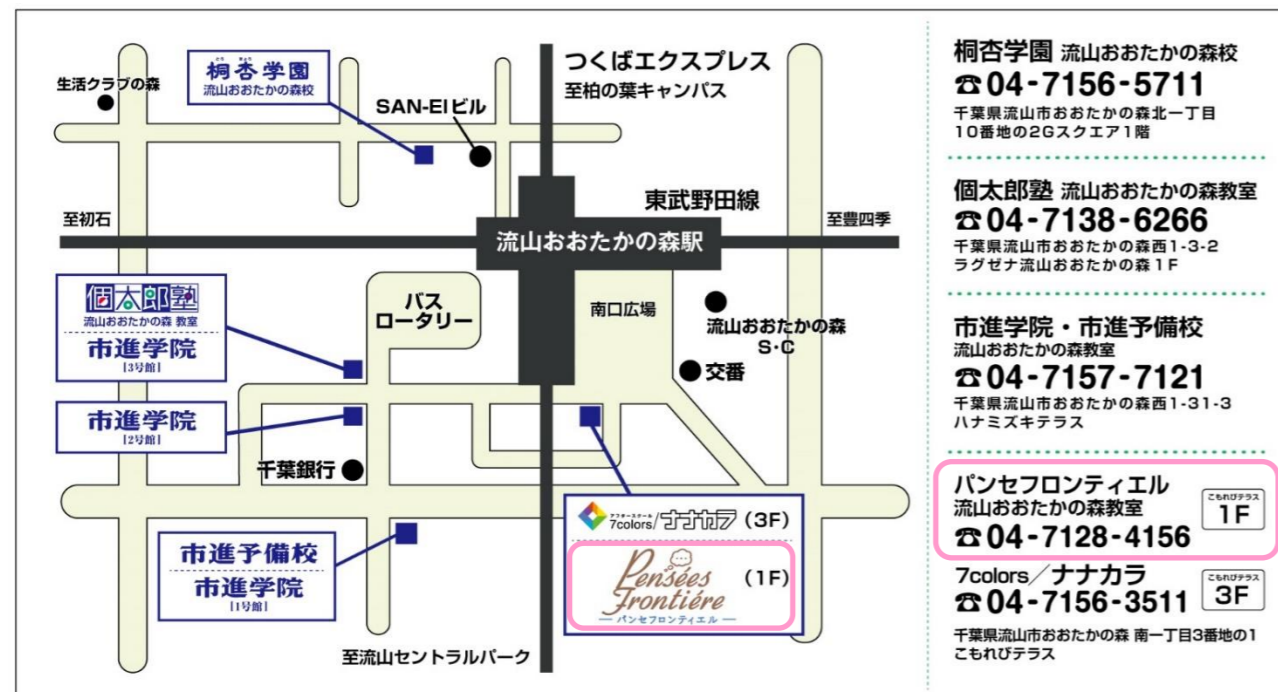 生活クラブの森
とう きょう
桐杏学園
流山おおたかの森校
SAN-EIビル
つくばエクスプレス
至柏の葉キャンパス
東武野田線
至初石
流山おおたかの森駅
至豊四季
個太郎塾
流山おおたかの森 教室
市進学院
[3号館]
バス
ロータリー
南口広場
流山おおたかの森
S・C
交番
市進学院
[2号館]
千葉銀行
市進予備校
市進学院
[1号館]
アフタースクール
7colors/ナナカラ (3F)
Pensées
Frontiére
(1F)
パンセフロンティエル
至流山セントラルパーク
桐杏学園 流山おおたかの森校
☎04-7156-5711
千葉県流山市おおたかの森北一丁目
10番地の2Gスクエア1階
個太郎塾 流山おおたかの森教室
☎04-7138-6266
千葉県流山市おおたかの森西1-3-2
ラグゼナ流山おおたかの森1F
市進学院・市進予備校
流山おおたかの森教室
☎04-7157-7121
千葉県流山市おおたかの森西1-31-3
ハナミズキテラス
パンセフロンティエル
流山おおたかの森教室
☎04-7128-4156
こもれびテラス
1F
7colors/ナナカラ
☎04-7156-3511
こもれびテラス
3F
千葉県流山市おおたかの森 南一丁目3番地の1
こもれびテラス